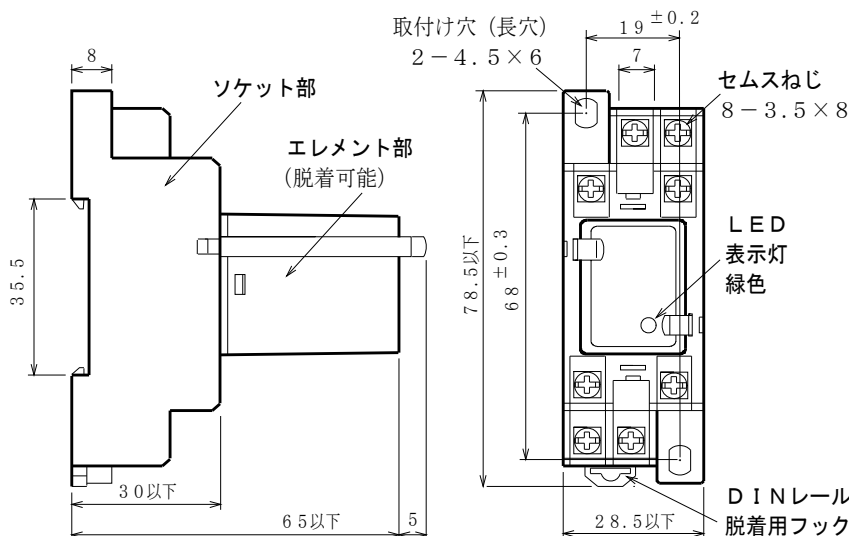 取付け穴（長穴）
２－４.５×６
１９±０.２
８
７
ソケット部
セムスねじ
８－３.５×８
エレメント部
（脱着可能）
３５.５
７８.５以下
６８±０.３
ＬＥＤ
表示灯
緑色
３０以下
６５以下
５
２８.５以下
ＤＩＮレール
脱着用フック